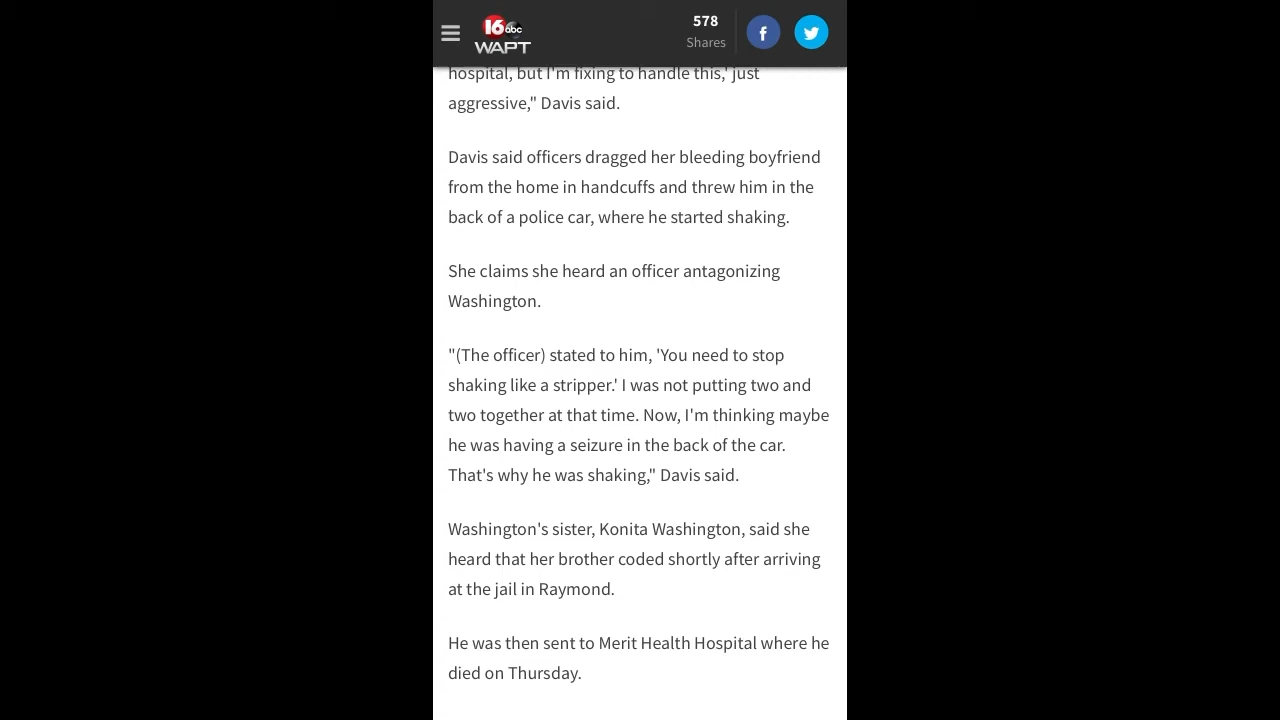 16 abc
WAPT
578
Shares
hospital, but I'm fixing to handle this,' just
aggressive," Davis said.
Davis said officers dragged her bleeding boyfriend
from the home in handcuffs and threw him in the
back of a police car, where he started shaking.
She claims she heard an officer antagonizing
Washington.
"(The officer) stated to him, 'You need to stop
shaking like a stripper.' I was not putting two and
two together at that time. Now, I'm thinking maybe
he was having a seizure in the back of the car.
That's why he was shaking," Davis said.
Washington's sister, Konita Washington, said she
heard that her brother coded shortly after arriving
at the jail in Raymond.
He was then sent to Merit Health Hospital where he
died on Thursday.